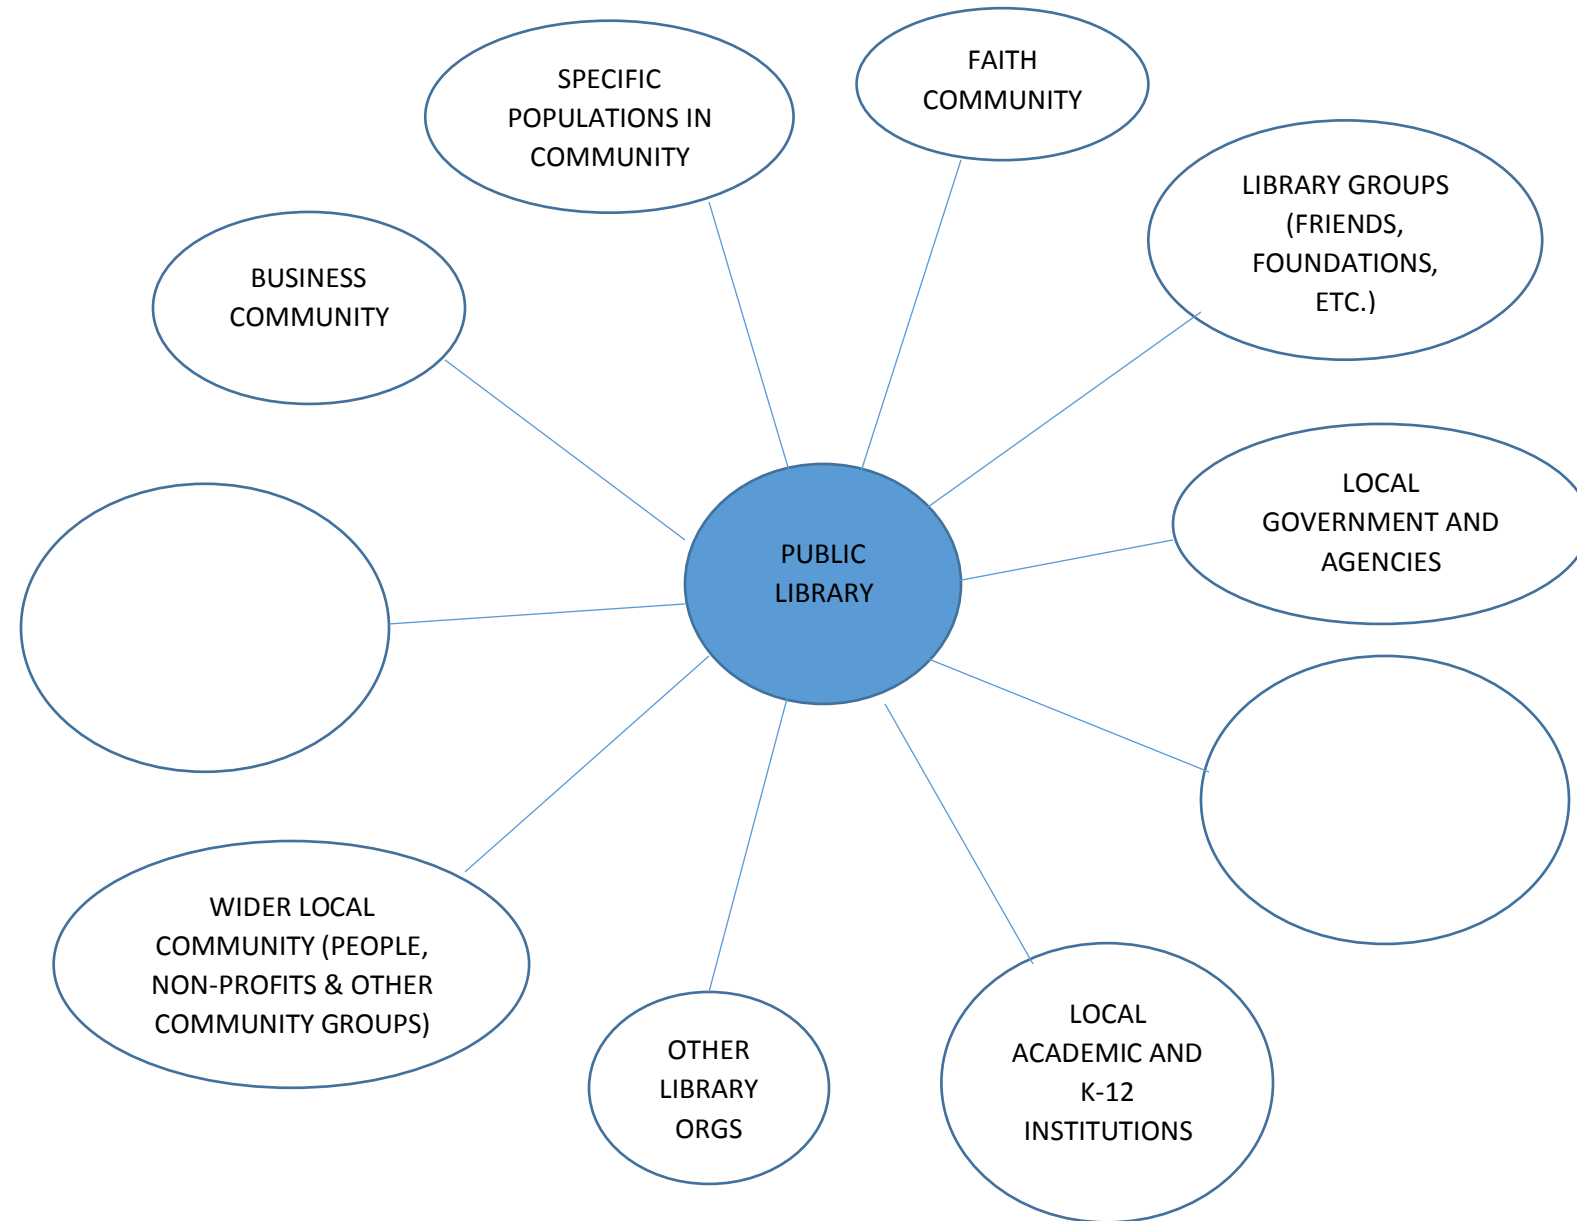 SPECIFIC
POPULATIONS IN
COMMUNITY
FAITH
COMMUNITY
LIBRARY GROUPS
(FRIENDS,
FOUNDATIONS,
ETC.)
BUSINESS
COMMUNITY
LOCAL
GOVERNMENT AND
AGENCIES
PUBLIC
LIBRARY
WIDER LOCAL
COMMUNITY (PEOPLE,
NON-PROFITS & OTHER
COMMUNITY GROUPS)
OTHER
LIBRARY
ORGS
LOCAL
ACADEMIC AND
K-12
INSTITUTIONS